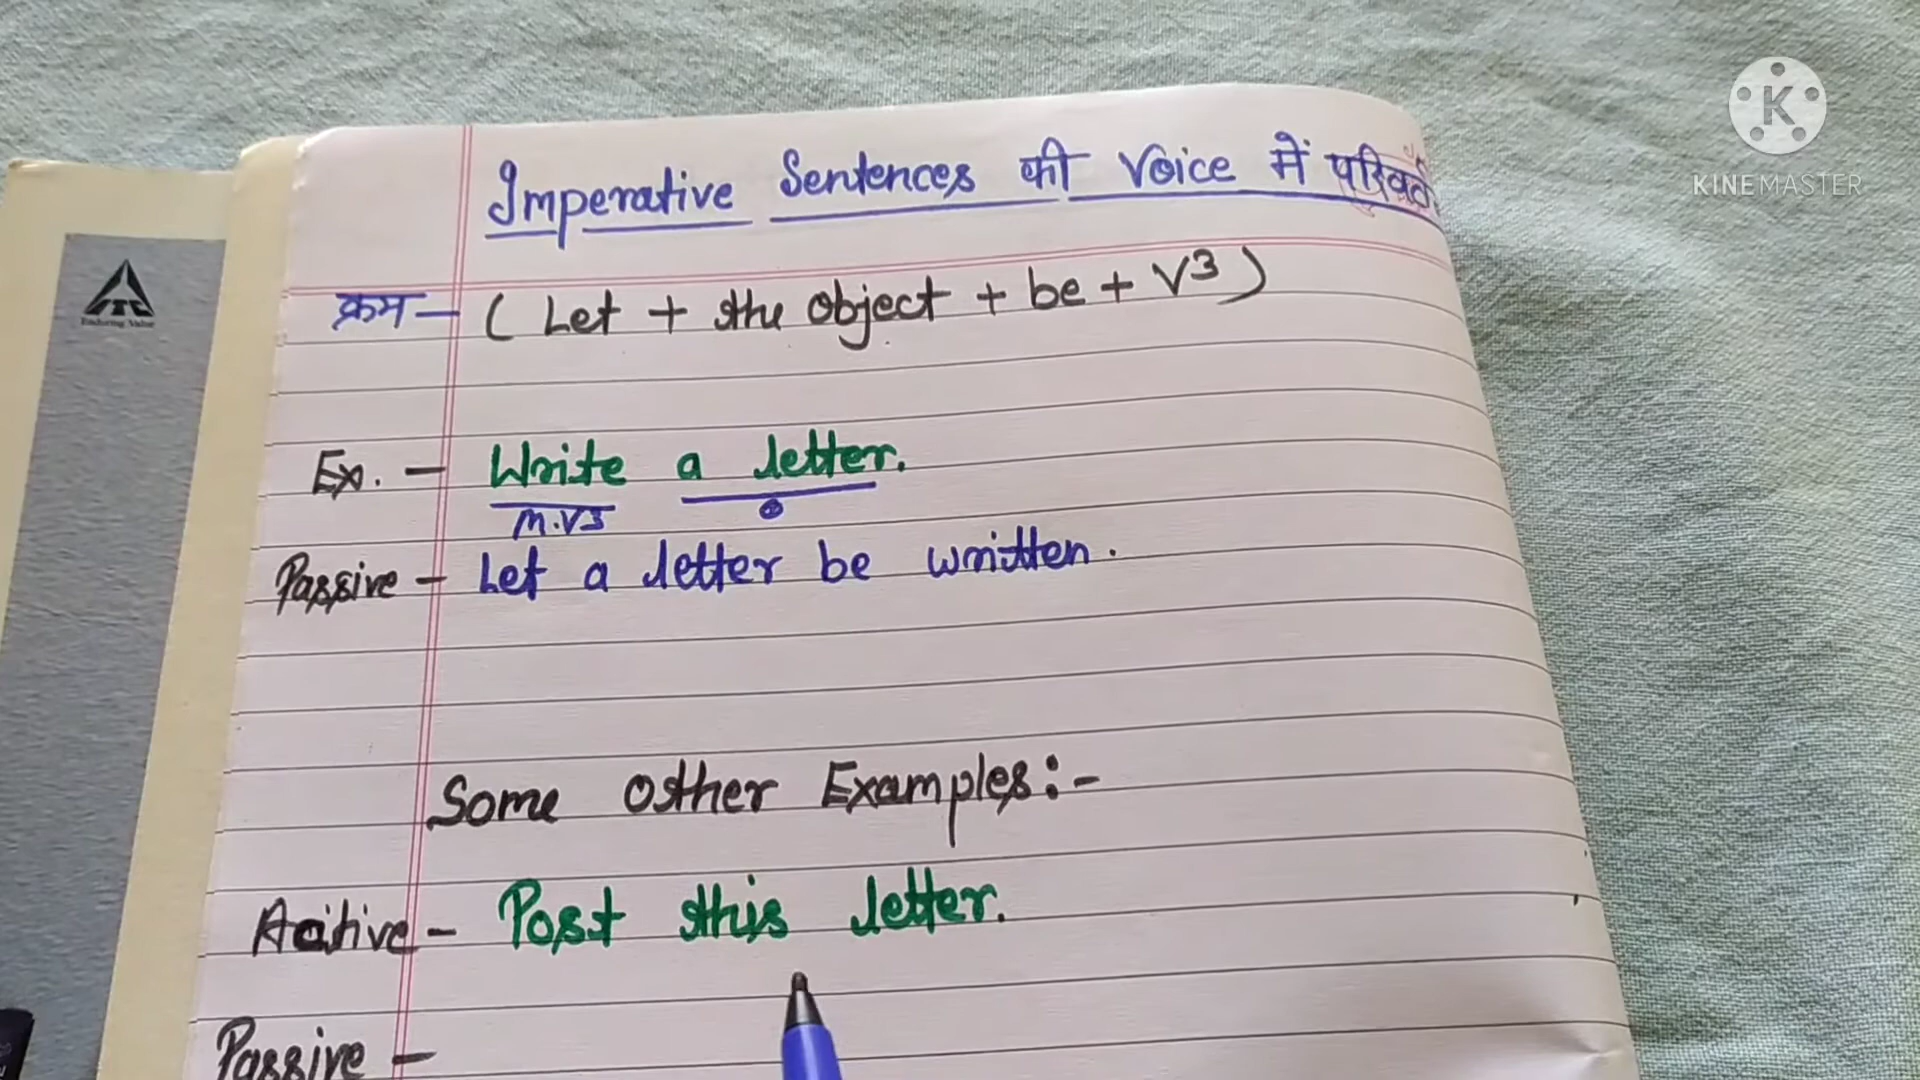 KINEMASTER
Imperative Sentences की Voice में
क्रम - ( Let + the object + be + V3 )
Ex. - Write a letter.
M.V3 o
Passive - Let a letter be written.
Some Other Examples:-
Active - Post this letter.
Passive -